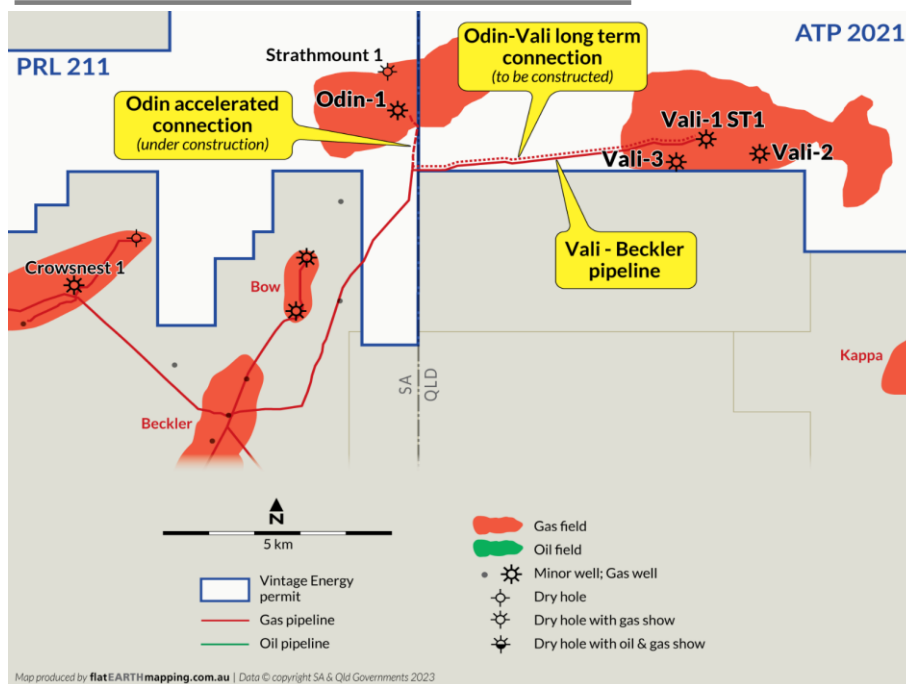 ATP 2021
PRL 211
Strathmount 1
Odin-1
Odin accelerated
connection
(under construction)
Odin-Vali long term
connection
(to be constructed)
Vali-1 ST1
Vali-3
Vali-2
Vali - Beckler
pipeline
Crowsnest 1
Bow
Beckler
Kappa
SA
QLD
N
5 km
Vintage Energy
permit
Gas pipeline
Oil pipeline
Gas field
Oil field
Minor well; Gas well
Dry hole
Dry hole with gas show
Dry hole with oil & gas show
Map produced by flatEARTHmapping.com.au | Data © copyright SA & Qld Governments 2023